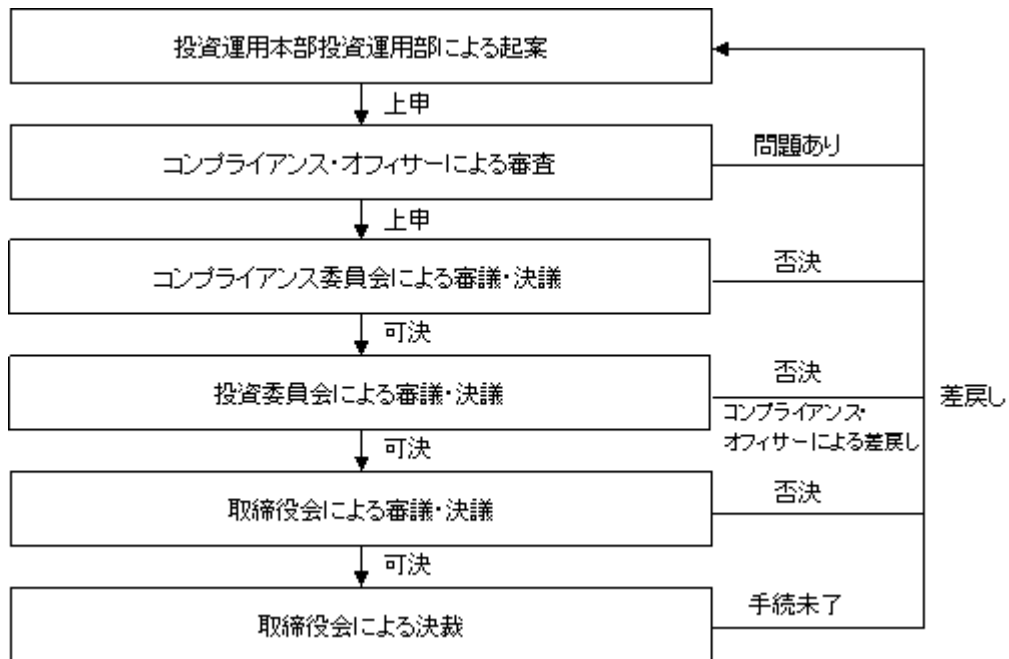 投資運用本部投資運用部による起案
上申
コンプライアンス・オフィサーによる審査
問題あり
上申
コンプライアンス委員会による審議・決議
否決
可決
投資委員会による審議・決議
否決
コンプライアンス・
オフィサーによる差戻し
差戻し
可決
取締役会による審議・決議
否決
可決
取締役会による決裁
手続未了